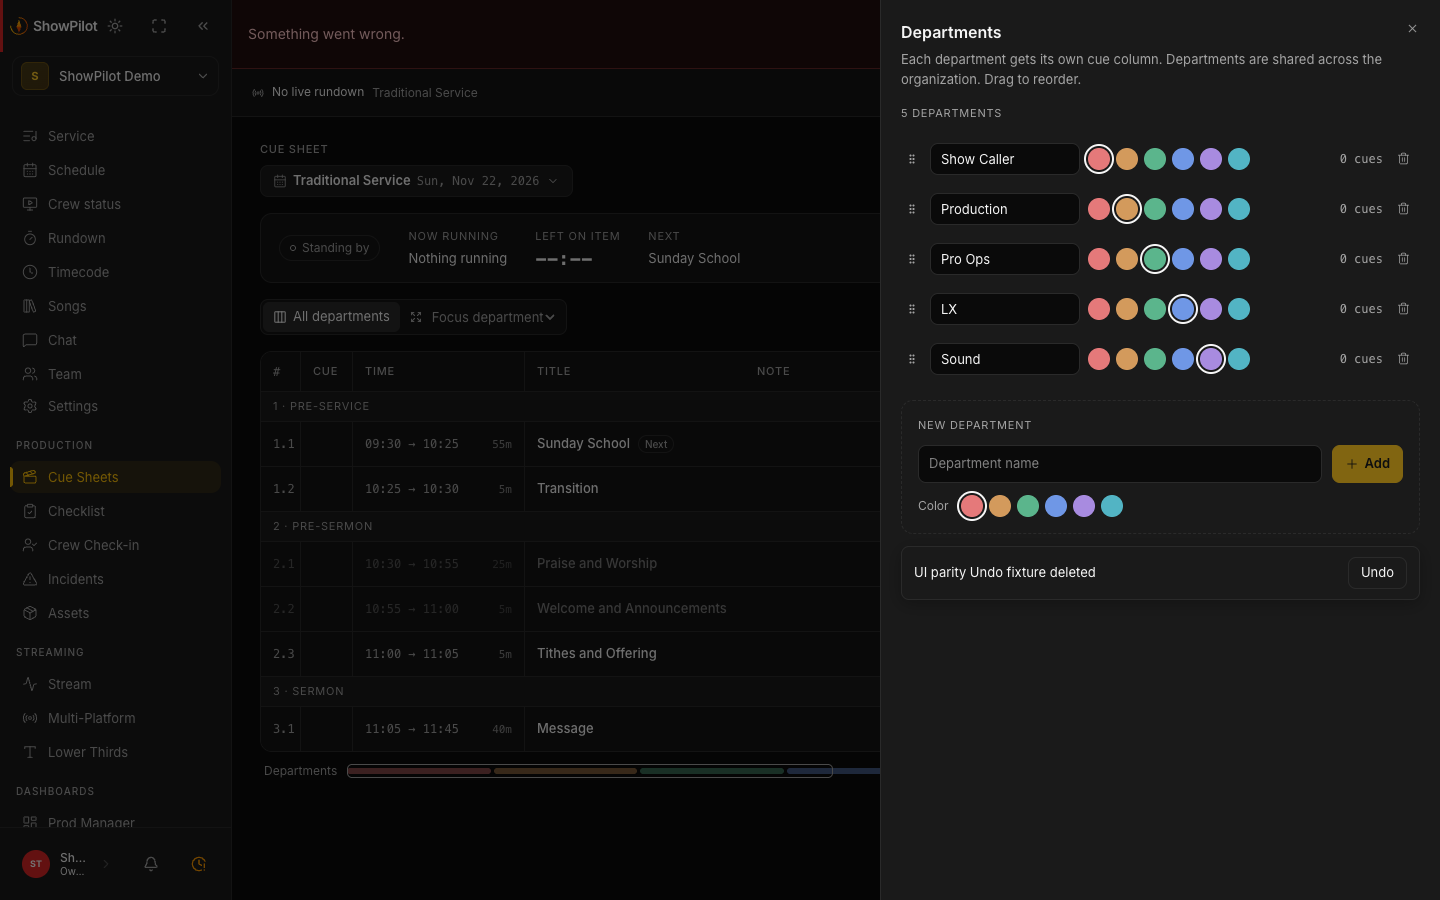 ShowPilot
S
ShowPilot Demo
Service
Schedule
Crew status
Rundown
Timecode
Songs
Chat
Team
Settings
PRODUCTION
Cue Sheets
Checklist
Crew Check-in
Incidents
Assets
STREAMING
Stream
Multi-Platform
Lower Thirds
DASHBOARDS
Prod Manager
ST
Sh...
Ow...
Something went wrong.
No live rundown Traditional Service
CUE SHEET
Traditional Service Sun, Nov 22, 2026
Standing by
NOW RUNNING
Nothing running
LEFT ON ITEM
——:——
NEXT
Sunday School
All departments
Focus department
# CUE TIME TITLE NOTE
1 · PRE-SERVICE
1.1 09:30 → 10:25 55m Sunday School Next
1.2 10:25 → 10:30 5m Transition
2 · PRE-SERMON
2.1 10:30 → 10:55 25m Praise and Worship
2.2 10:55 → 11:00 5m Welcome and Announcements
2.3 11:00 → 11:05 5m Tithes and Offering
3 · SERMON
3.1 11:05 → 11:45 40m Message
Departments
Departments
Each department gets its own cue column. Departments are shared across the
organization. Drag to reorder.
5 DEPARTMENTS
Show Caller 0 cues
Production 0 cues
Pro Ops 0 cues
LX 0 cues
Sound 0 cues
NEW DEPARTMENT
Department name
+ Add
Color
UI parity Undo fixture deleted
Undo